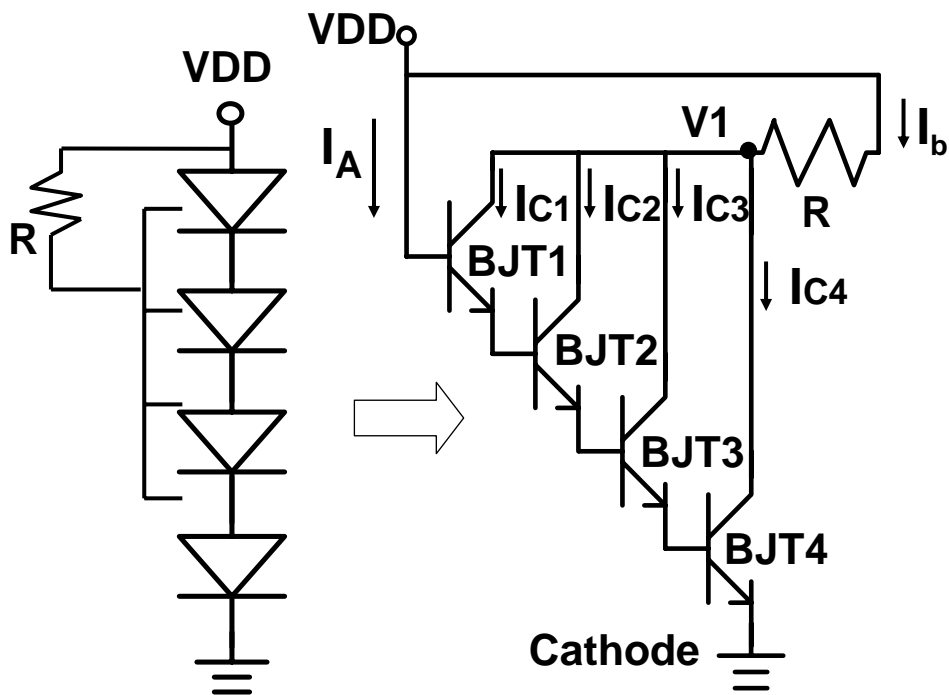 VDD
R
VDD
I_A
V1
I_b
R
I_C1
I_C2
I_C3
I_C4
BJT1
BJT2
BJT3
BJT4
Cathode